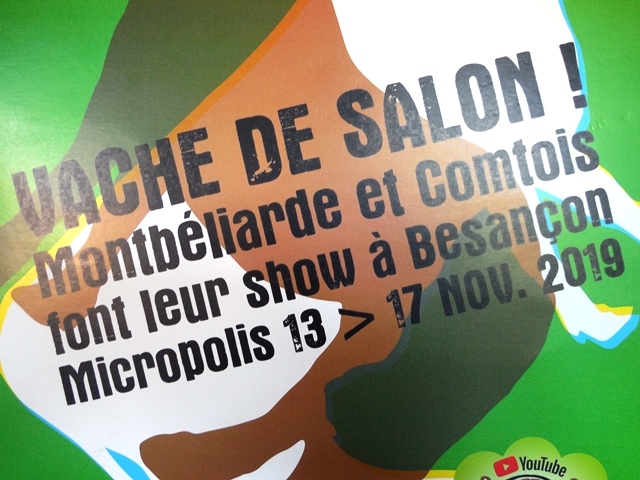 VACHE DE SALON !
Montbéliarde et Comtois
font leur show à Besançon
Micropolis 13 > 17 NOV. 2019
YouTube